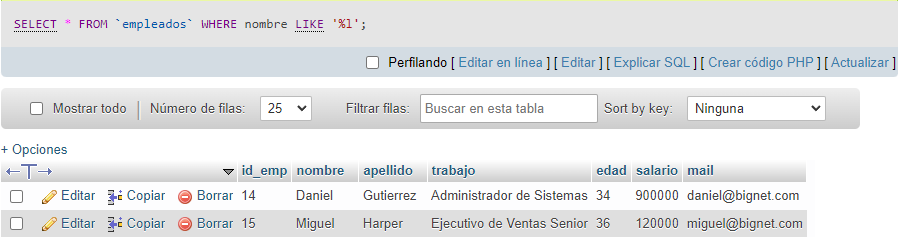 SELECT * FROM `empleados` WHERE nombre LIKE '%l';
Perfilando [ Editar en línea ] [ Editar ] [ Explicar SQL ] [ Crear código PHP ] [ Actualizar ]
Mostrar todo Número de filas: 25 Filtrar filas: Buscar en esta tabla Sort by key: Ninguna
+ Opciones
id_emp nombre apellido trabajo edad salario mail
Editar Copiar Borrar 14 Daniel Gutierrez Administrador de Sistemas 34 900000 daniel@bignet.com
Editar Copiar Borrar 15 Miguel Harper Ejecutivo de Ventas Senior 36 120000 miguel@bignet.com